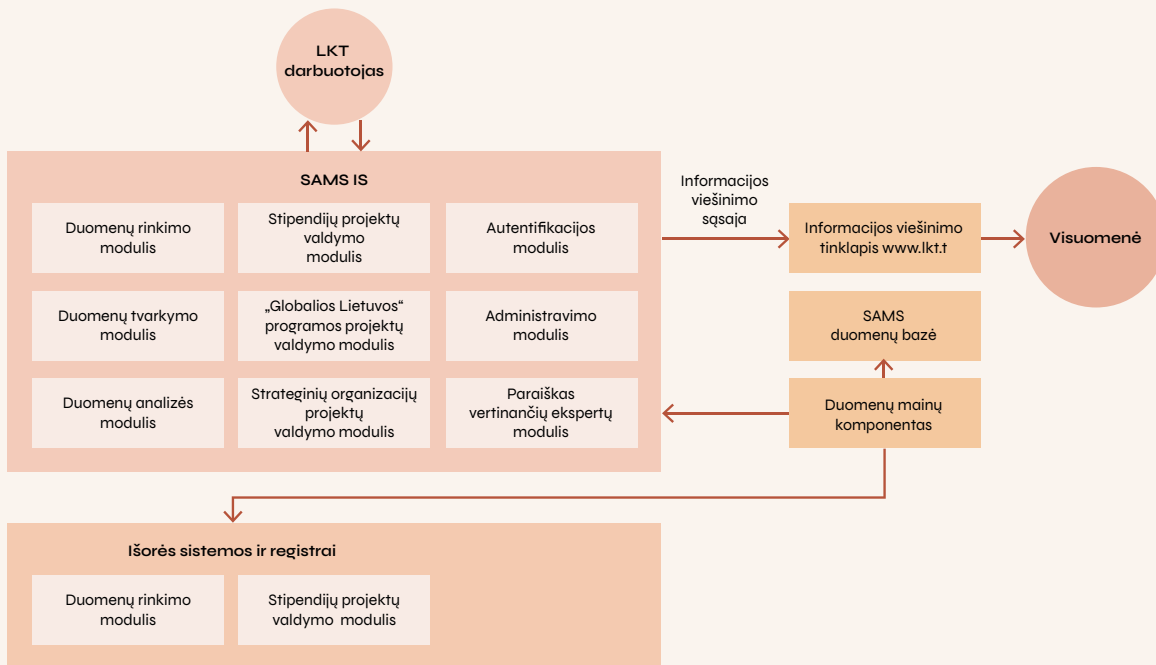 LKT
darbuotojas
SAMS IS
Duomenų rinkimo
modulis
Stipendijų projektų
valdymo
modulis
Autentifikacijos
modulis
Duomenų tvarkymo
modulis
„Globalios Lietuvos“
programos projektų
valdymo modulis
Administravimo
modulis
Duomenų analizės
modulis
Strateginių organizacijų
projektų
valdymo modulis
Paraiškas
vertinančių ekspertų
modulis
Informacijos
viešinimo
sąsaja
Informacijos viešinimo
tinklapis www.lkt.t
Visuomenė
SAMS
duomenų bazė
Duomenų mainų
komponentas
Išorės sistemos ir registrai
Duomenų rinkimo
modulis
Stipendijų projektų
valdymo modulis